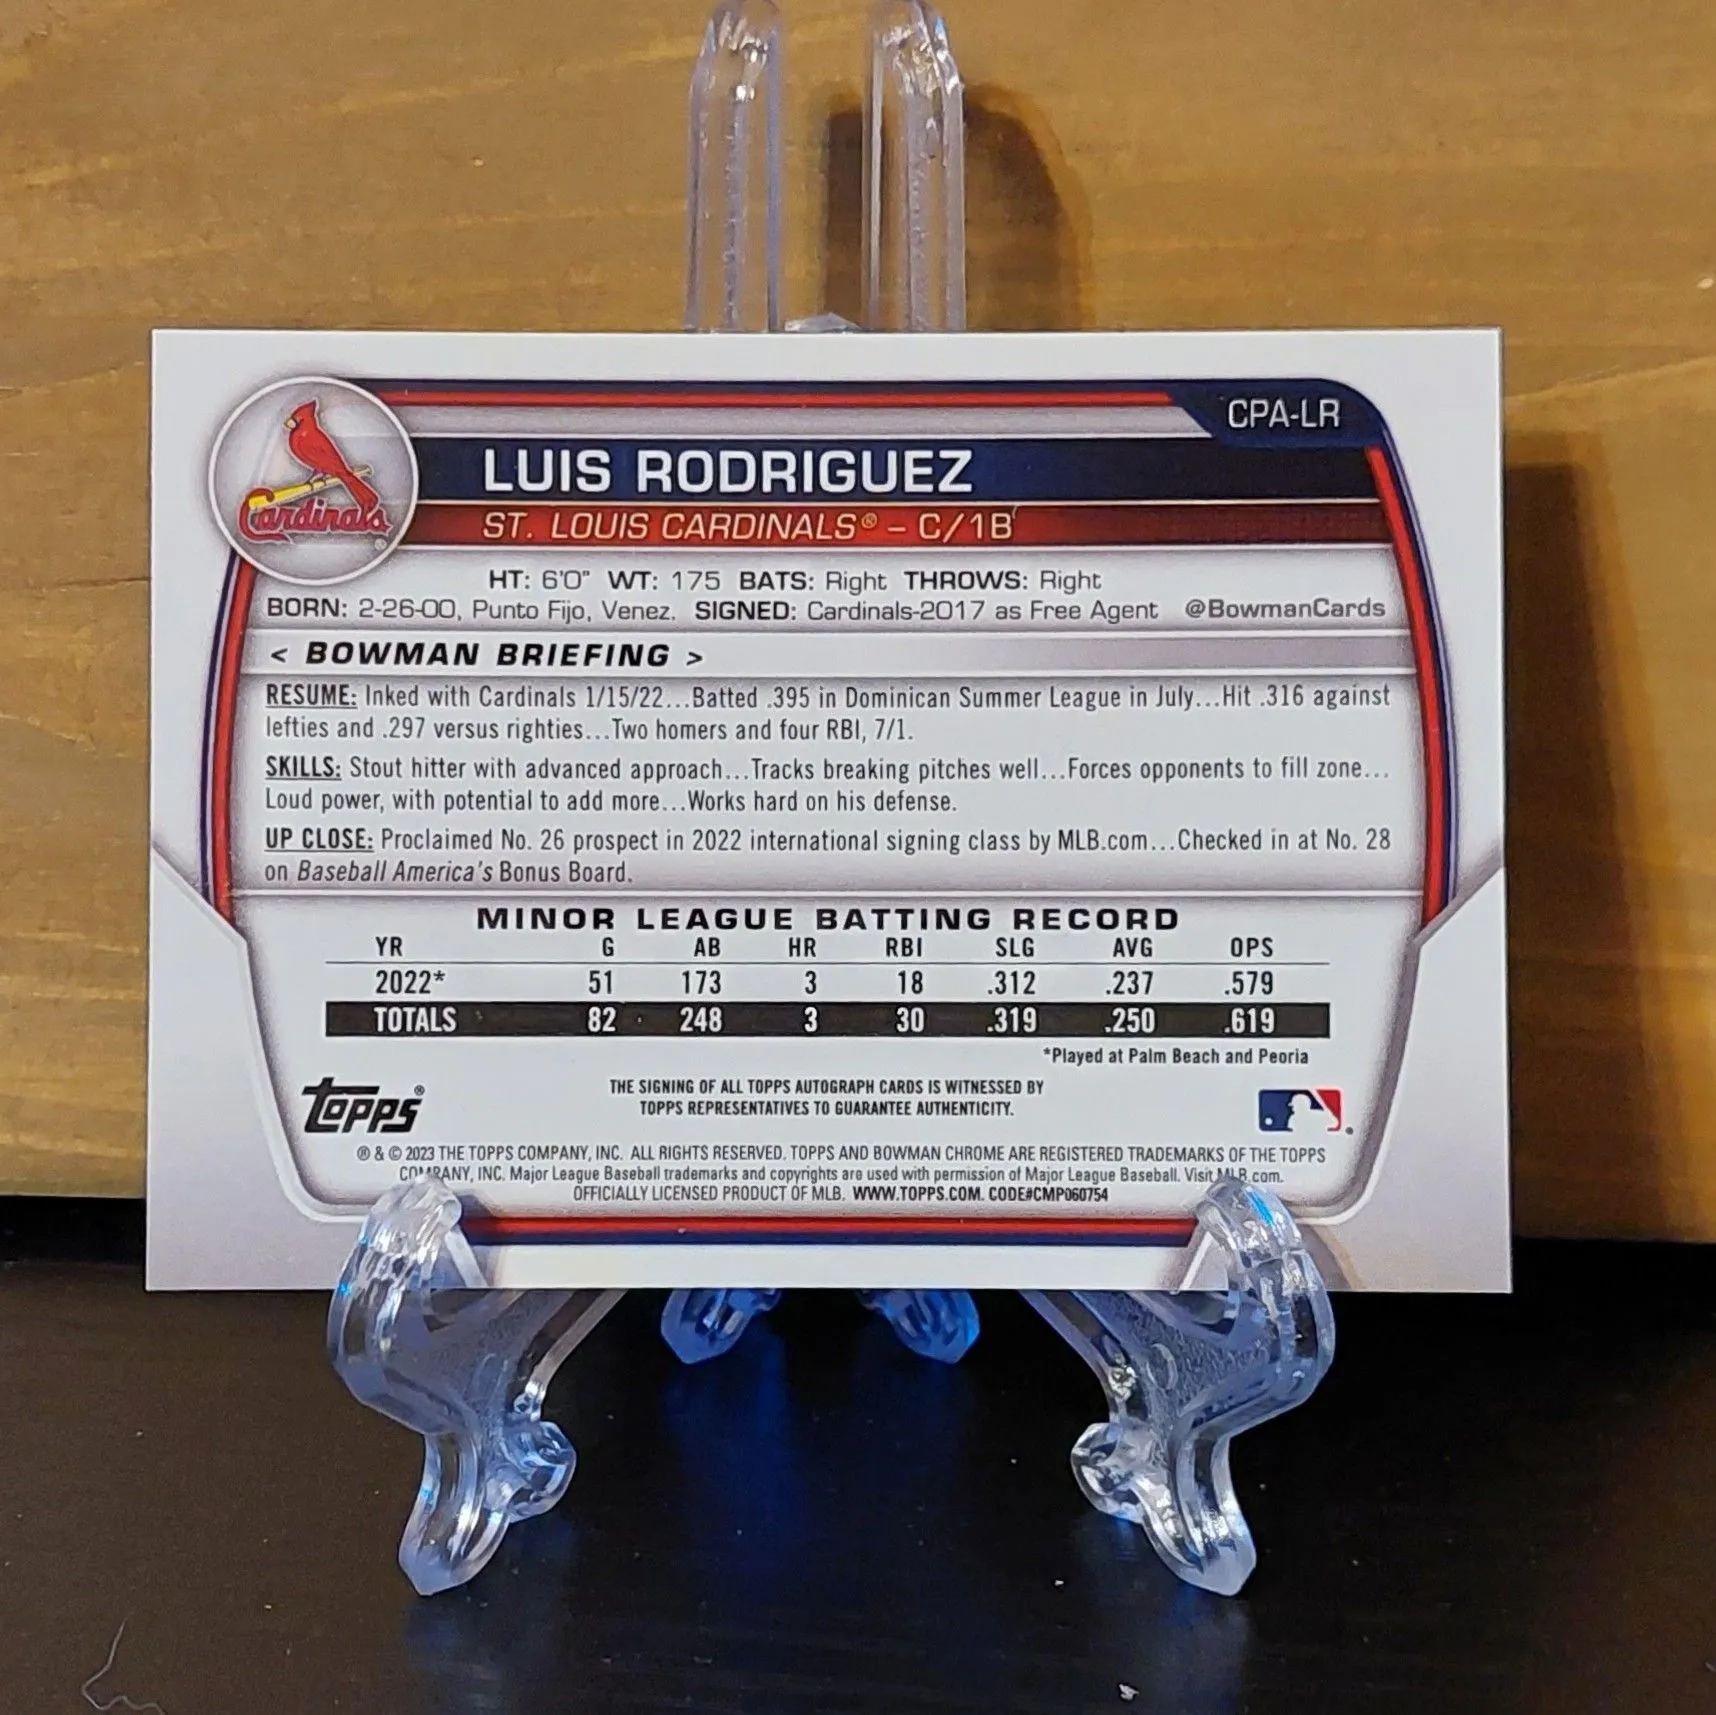 CPA-LR
Cardinals®
LUIS RODRIGUEZ
ST. LOUIS CARDINALS® – C/1B
HT: 6'0" WT: 175 BATS: Right THROWS: Right
BORN: 2-26-00, Punto Fijo, Venez. SIGNED: Cardinals-2017 as Free Agent @BowmanCards
< BOWMAN BRIEFING >
RESUME: Inked with Cardinals 1/15/22...Batted .395 in Dominican Summer League in July...Hit .316 against
lefties and .297 versus righties...Two homers and four RBI, 7/1.
SKILLS: Stout hitter with advanced approach...Tracks breaking pitches well...Forces opponents to fill zone...
Loud power, with potential to add more...Works hard on his defense.
UP CLOSE: Proclaimed No. 26 prospect in 2022 international signing class by MLB.com...Checked in at No. 28
on Baseball America's Bonus Board.
MINOR LEAGUE BATTING RECORD
YR G AB HR RBI SLG AVG OPS
2022* 51 173 3 18 .312 .237 .579
TOTALS 82 248 3 30 .319 .250 .619
*Played at Palm Beach and Peoria
topps®
THE SIGNING OF ALL TOPPS AUTOGRAPH CARDS IS WITNESSED BY
TOPPS REPRESENTATIVES TO GUARANTEE AUTHENTICITY.
® & © 2023 THE TOPPS COMPANY, INC. ALL RIGHTS RESERVED. TOPPS AND BOWMAN CHROME ARE REGISTERED TRADEMARKS OF THE TOPPS
COMPANY, INC. Major League Baseball trademarks and copyrights are used with permission of Major League Baseball. Visit MLB.com.
OFFICIALLY LICENSED PRODUCT OF MLB. WWW.TOPPS.COM. CODE#CMP060754